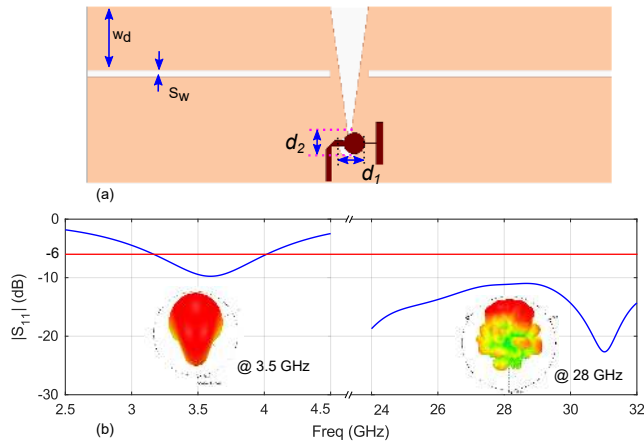 w_d
S_w
d_2
d_1
(a)
0
-6
-10
-20
-30
|S_11| (dB)
@ 3.5 GHz
@ 28 GHz
2.5 3 3.5 4 4.5 24 26 28 30 32
(b) Freq (GHz)